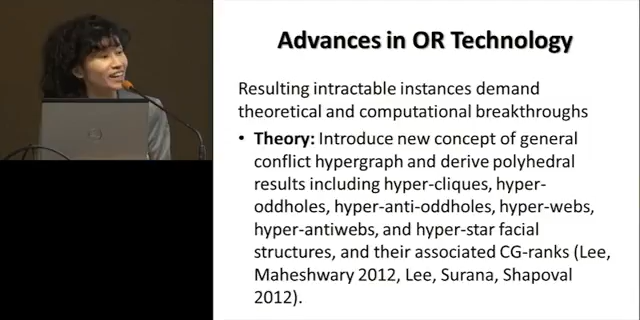 Advances in OR Technology
Resulting intractable instances demand
theoretical and computational breakthroughs
• Theory: Introduce new concept of general
conflict hypergraph and derive polyhedral
results including hyper-cliques, hyper-
oddholes, hyper-anti-oddholes, hyper-webs,
hyper-antiwebs, and hyper-star facial
structures, and their associated CG-ranks (Lee,
Maheshwary 2012, Lee, Surana, Shapoval
2012).